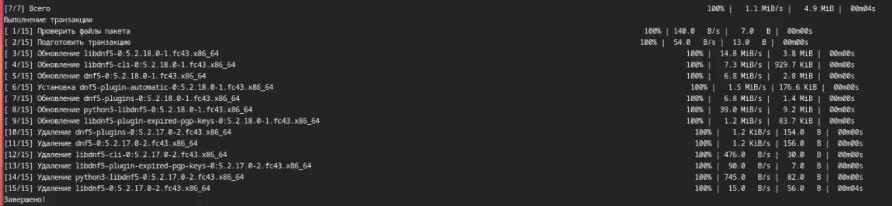 [7/7] Всего 100% | 1.1 MiB/s | 4.9 MiB | 00m04s
Выполнение транзакции
[ 1/15] Проверить файлы пакета 100% | 140.0 B/s | 7.0 B | 00m00s
[ 2/15] Подготовить транзакцию 100% | 54.0 B/s | 13.0 B | 00m00s
[ 3/15] Обновление libdnf5-0:5.2.18.0-1.fc43.x86_64 100% | 14.8 MiB/s | 3.8 MiB | 00m00s
[ 4/15] Обновление libdnf5-cli-0:5.2.18.0-1.fc43.x86_64 100% | 7.3 MiB/s | 929.7 KiB | 00m00s
[ 5/15] Обновление dnf5-0:5.2.18.0-1.fc43.x86_64 100% | 6.8 MiB/s | 2.8 MiB | 00m00s
[ 6/15] Установка dnf5-plugin-automatic-0:5.2.18.0-1.fc43.x86_64 100% | 1.5 MiB/s | 176.6 KiB | 00m00s
[ 7/15] Обновление dnf5-plugins-0:5.2.18.0-1.fc43.x86_64 100% | 6.8 MiB/s | 1.4 MiB | 00m00s
[ 8/15] Обновление python3-libdnf5-0:5.2.18.0-1.fc43.x86_64 100% | 39.0 MiB/s | 9.2 MiB | 00m00s
[ 9/15] Обновление libdnf5-plugin-expired-pgp-keys-0:5.2.18.0-1.fc43.x86_64 100% | 1.2 MiB/s | 83.7 KiB | 00m00s
[10/15] Удаление dnf5-plugins-0:5.2.17.0-2.fc43.x86_64 100% | 1.2 KiB/s | 154.0 B | 00m00s
[11/15] Удаление dnf5-0:5.2.17.0-2.fc43.x86_64 100% | 1.2 KiB/s | 156.0 B | 00m00s
[12/15] Удаление libdnf5-cli-0:5.2.17.0-2.fc43.x86_64 100% | 476.0 B/s | 30.0 B | 00m00s
[13/15] Удаление libdnf5-plugin-expired-pgp-keys-0:5.2.17.0-2.fc43.x86_64 100% | 90.0 B/s | 7.0 B | 00m00s
[14/15] Удаление python3-libdnf5-0:5.2.17.0-2.fc43.x86_64 100% | 745.0 B/s | 82.0 B | 00m00s
[15/15] Удаление libdnf5-0:5.2.17.0-2.fc43.x86_64 100% | 15.0 B/s | 56.0 B | 00m04s
Завершено!